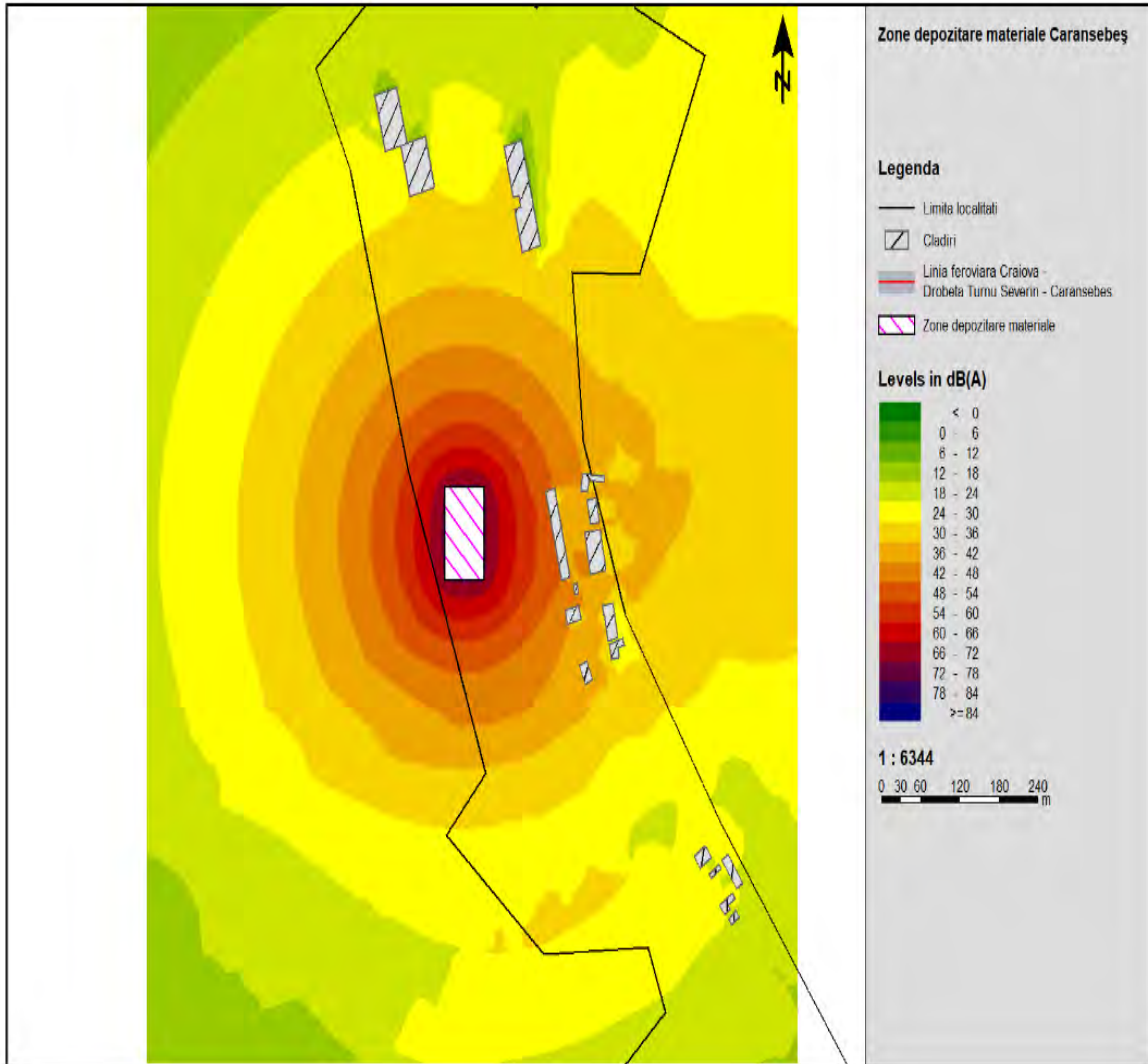 Zone depozitare materiale Caransebeş
N
Legenda
Limita localitati
Cladiri
Linia feroviara Craiova -
Drobeta Turnu Severin - Caransebes
Zone depozitare materiale
Levels in dB(A)
< 0
0 - 6
6 - 12
12 - 18
18 - 24
24 - 30
30 - 36
36 - 42
42 - 48
48 - 54
54 - 60
60 - 66
66 - 72
72 - 78
78 - 84
>= 84
1 : 6344
0 30 60 120 180 240
m